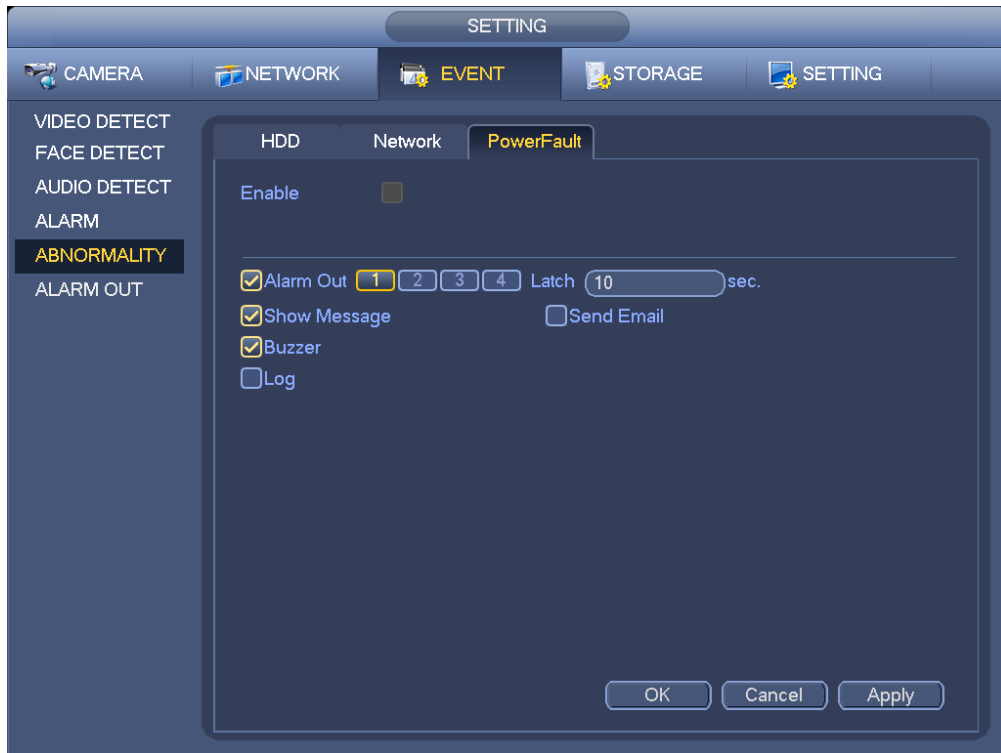 SETTING
CAMERA NETWORK EVENT STORAGE SETTING
VIDEO DETECT
FACE DETECT
AUDIO DETECT
ALARM
ABNORMALITY
ALARM OUT
HDD Network PowerFault
Enable
Alarm Out 1 2 3 4 Latch 10 sec.
Show Message Send Email
Buzzer
Log
OK Cancel Apply